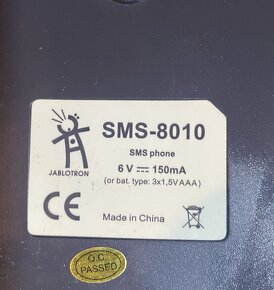 JABLOTRON
SMS-8010
SMS phone
6 V ⎓ 150mA
(or bat. type: 3x1,5V AAA)
CE
Made in China
Q.C
PASSED